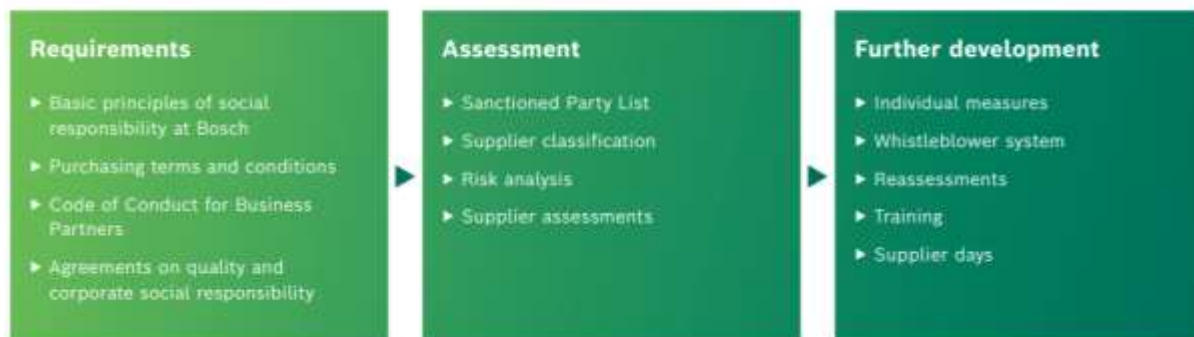 Requirements
► Basic principles of social
responsibility at Bosch
► Purchasing terms and conditions
► Code of Conduct for Business
Partners
► Agreements on quality and
corporate social responsibility
Assessment
► Sanctioned Party List
► Supplier classification
► Risk analysis
► Supplier assessments
Further development
► Individual measures
► Whistleblower system
► Reassessments
► Training
► Supplier days